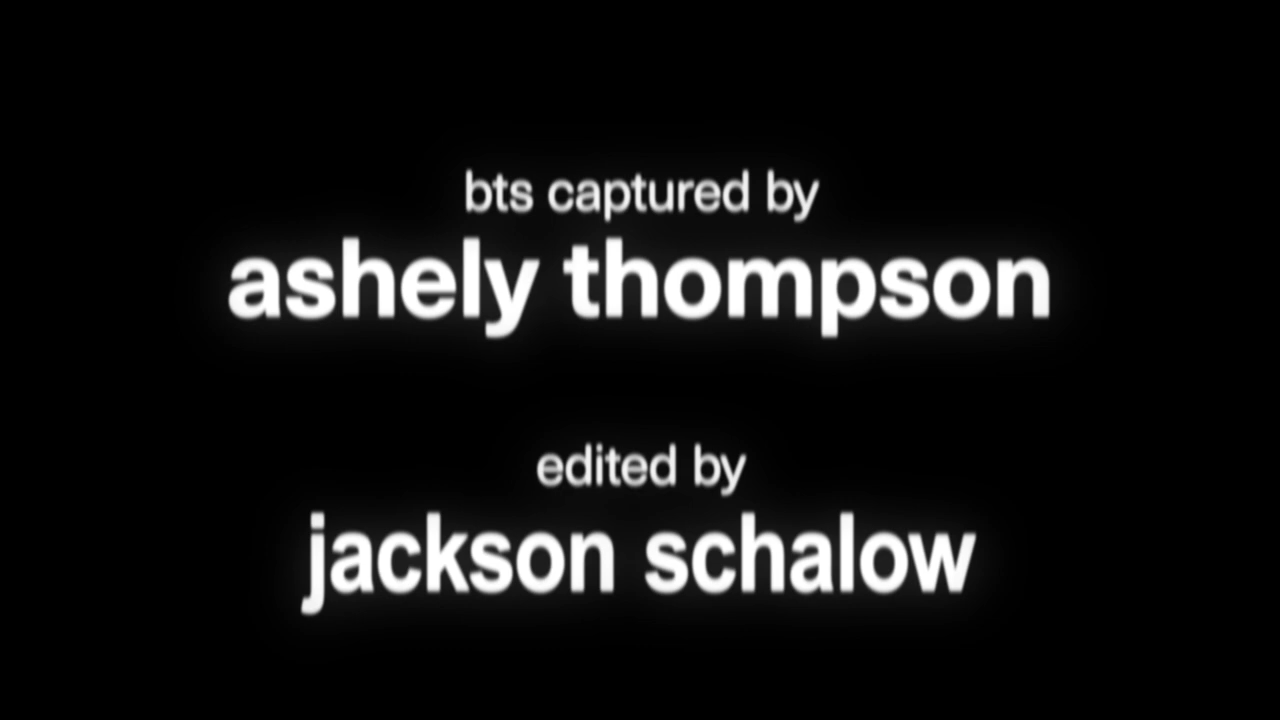 bts captured by
ashely thompson
edited by
jackson schalow